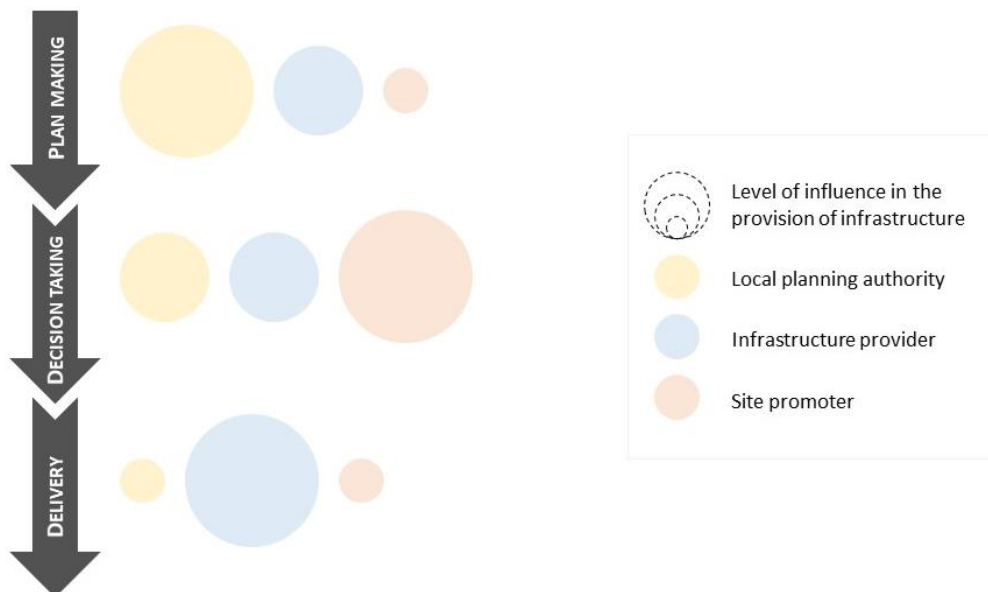 PLAN MAKING
DECISION TAKING
DELIVERY
Level of influence in the
provision of infrastructure
Local planning authority
Infrastructure provider
Site promoter